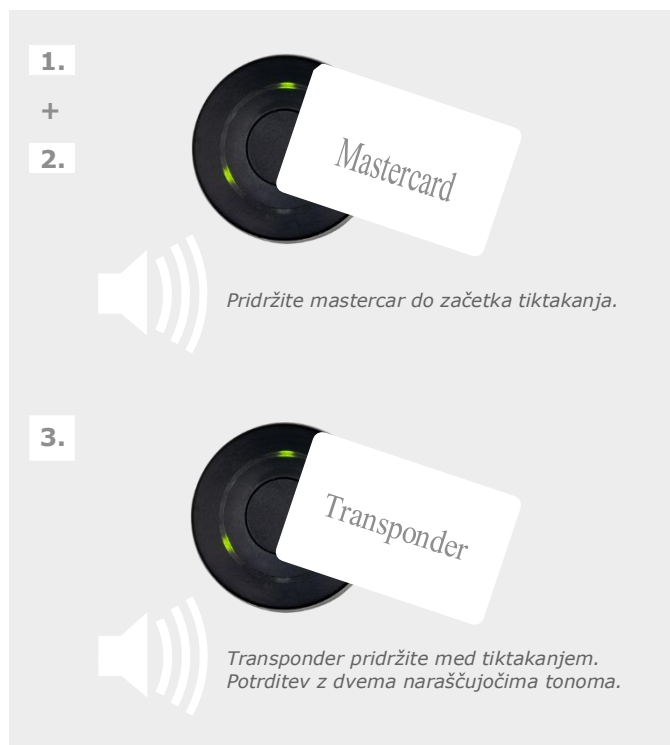 1.
+
2.
Mastercard
Pridržite mastercar do začetka tiktakanja.
3.
Transponder
Transponder pridržite med tiktakanjem.
Potrditev z dvema naraščujočima tonoma.